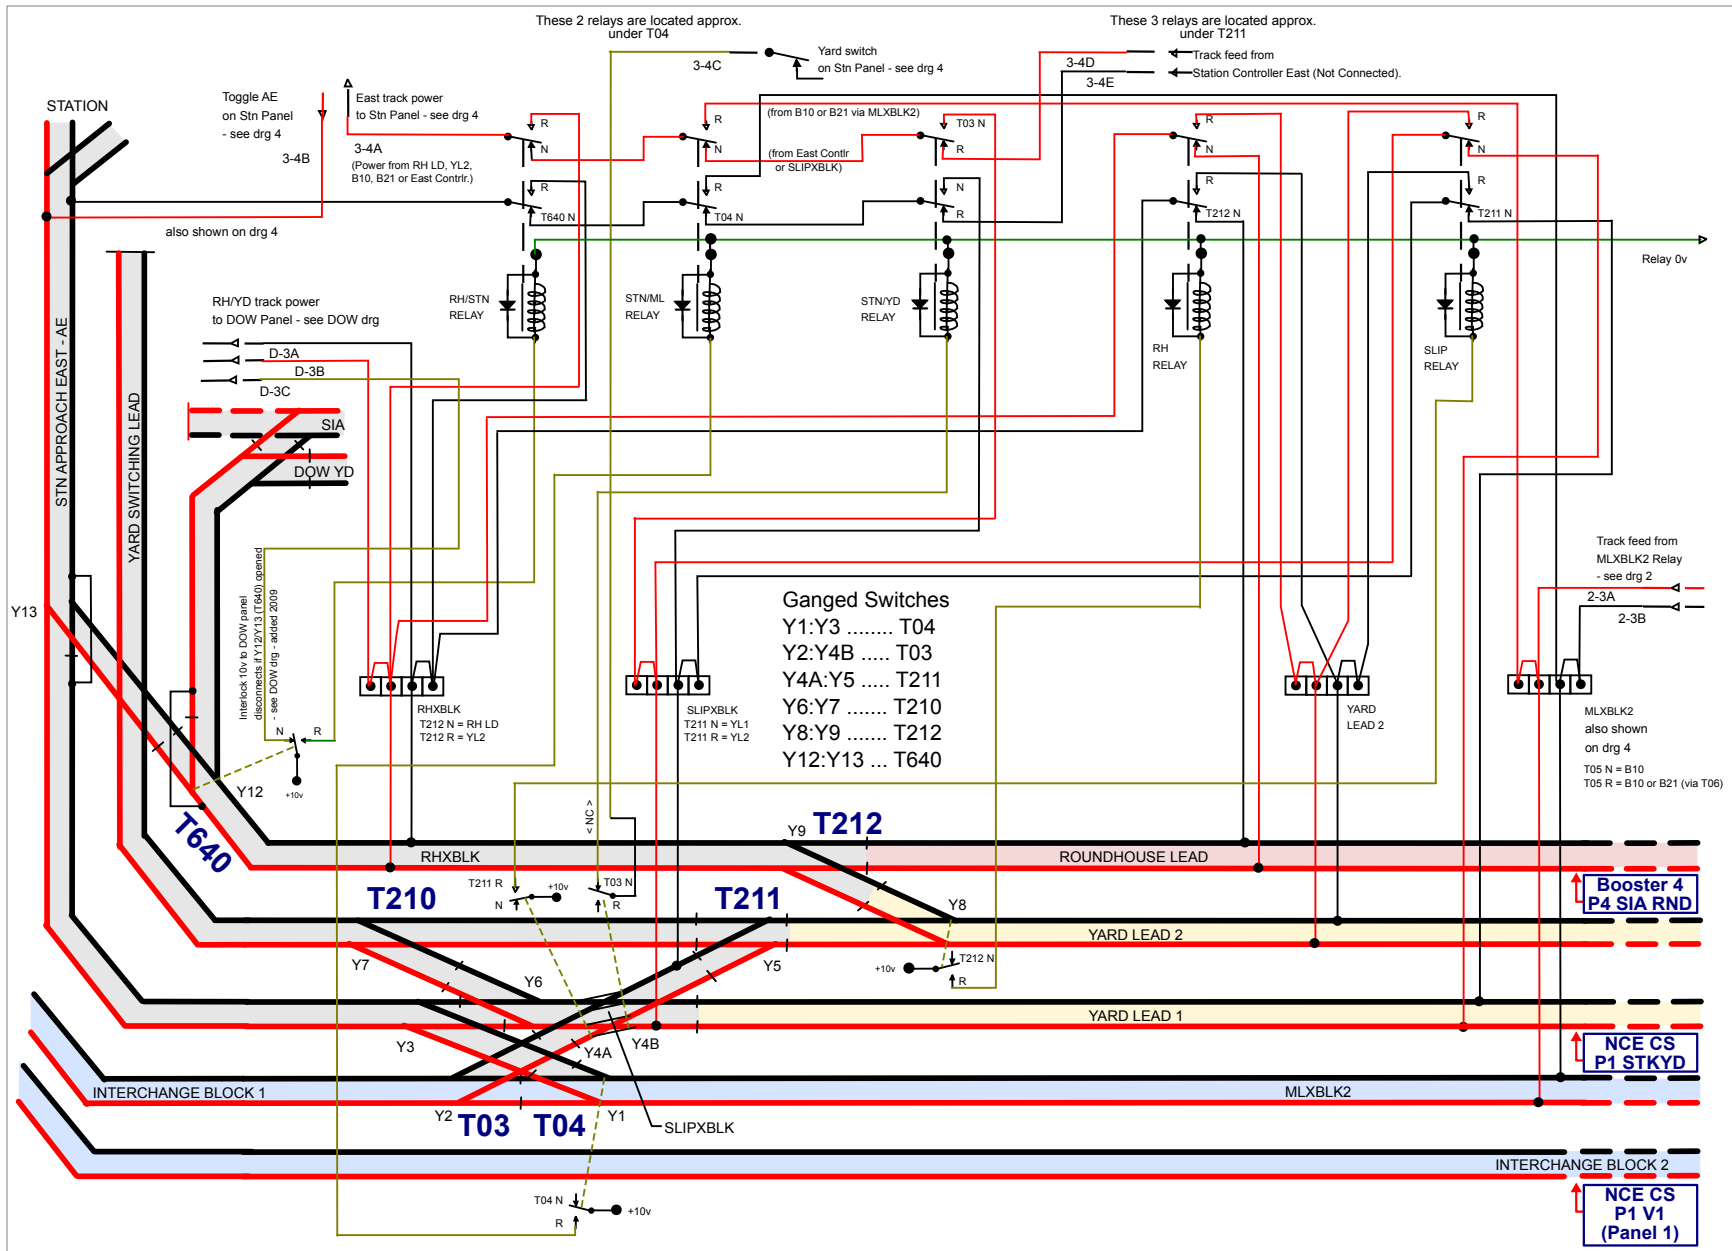 These 2 relays are located approx.
under T04
These 3 relays are located approx.
under T211
3-4C
Yard switch
on Stn Panel - see drg 4
3-4D
Track feed from
3-4E
Station Controller East (Not Connected).
STATION
Toggle AE
on Stn Panel
- see drg 4
3-4B
East track power
to Stn Panel - see drg 4
3-4A
(Power from RH LD, YL2,
B10, B21 or East Contrlr.)
(from B10 or B21 via MLXBLK2)
(from East Contlr
or SLIPXBLK)
R
N
R
T640 N
R
N
R
T04 N
T03 N
R
N
R
R
N
R
T212 N
R
N
R
T211 N
also shown on drg 4
Relay 0v
RH/STN
RELAY
STN/ML
RELAY
STN/YD
RELAY
RH
RELAY
SLIP
RELAY
RH/YD track power
to DOW Panel - see DOW drg
D-3A
D-3B
D-3C
STN APPROACH EAST - AE
YARD SWITCHING LEAD
SIA
DOW YD
Interlock 10v to DOW panel
disconnects if Y12/Y13 (T640) opened
- see DOW drg - added 2009
Y13
Y12
N
R
+10v
T640
RHXBLK
T212 N = RH LD
T212 R = YL2
SLIPXBLK
T211 N = YL1
T211 R = YL2
Ganged Switches
Y1:Y3 ........ T04
Y2:Y4B ..... T03
Y4A:Y5 ..... T211
Y6:Y7 ....... T210
Y8:Y9 ....... T212
Y12:Y13 ... T640
YARD
LEAD 2
Track feed from
MLXBLK2 Relay
- see drg 2
2-3A
2-3B
MLXBLK2
also shown
on drg 4
T05 N = B10
T05 R = B10 or B21 (via T06)
< NC >
Y9
T212
RHXBLK
ROUNDHOUSE LEAD
T210
T211 R
N
+10v
T03 N
R
T211
Y8
Booster 4
P4 SIA RND
YARD LEAD 2
Y7
Y6
Y5
+10v
T212 N
R
YARD LEAD 1
Y3
Y4A
Y4B
NCE CS
P1 STKYD
INTERCHANGE BLOCK 1
MLXBLK2
Y2
T03
T04
Y1
SLIPXBLK
INTERCHANGE BLOCK 2
T04 N
R
+10v
NCE CS
P1 V1
(Panel 1)